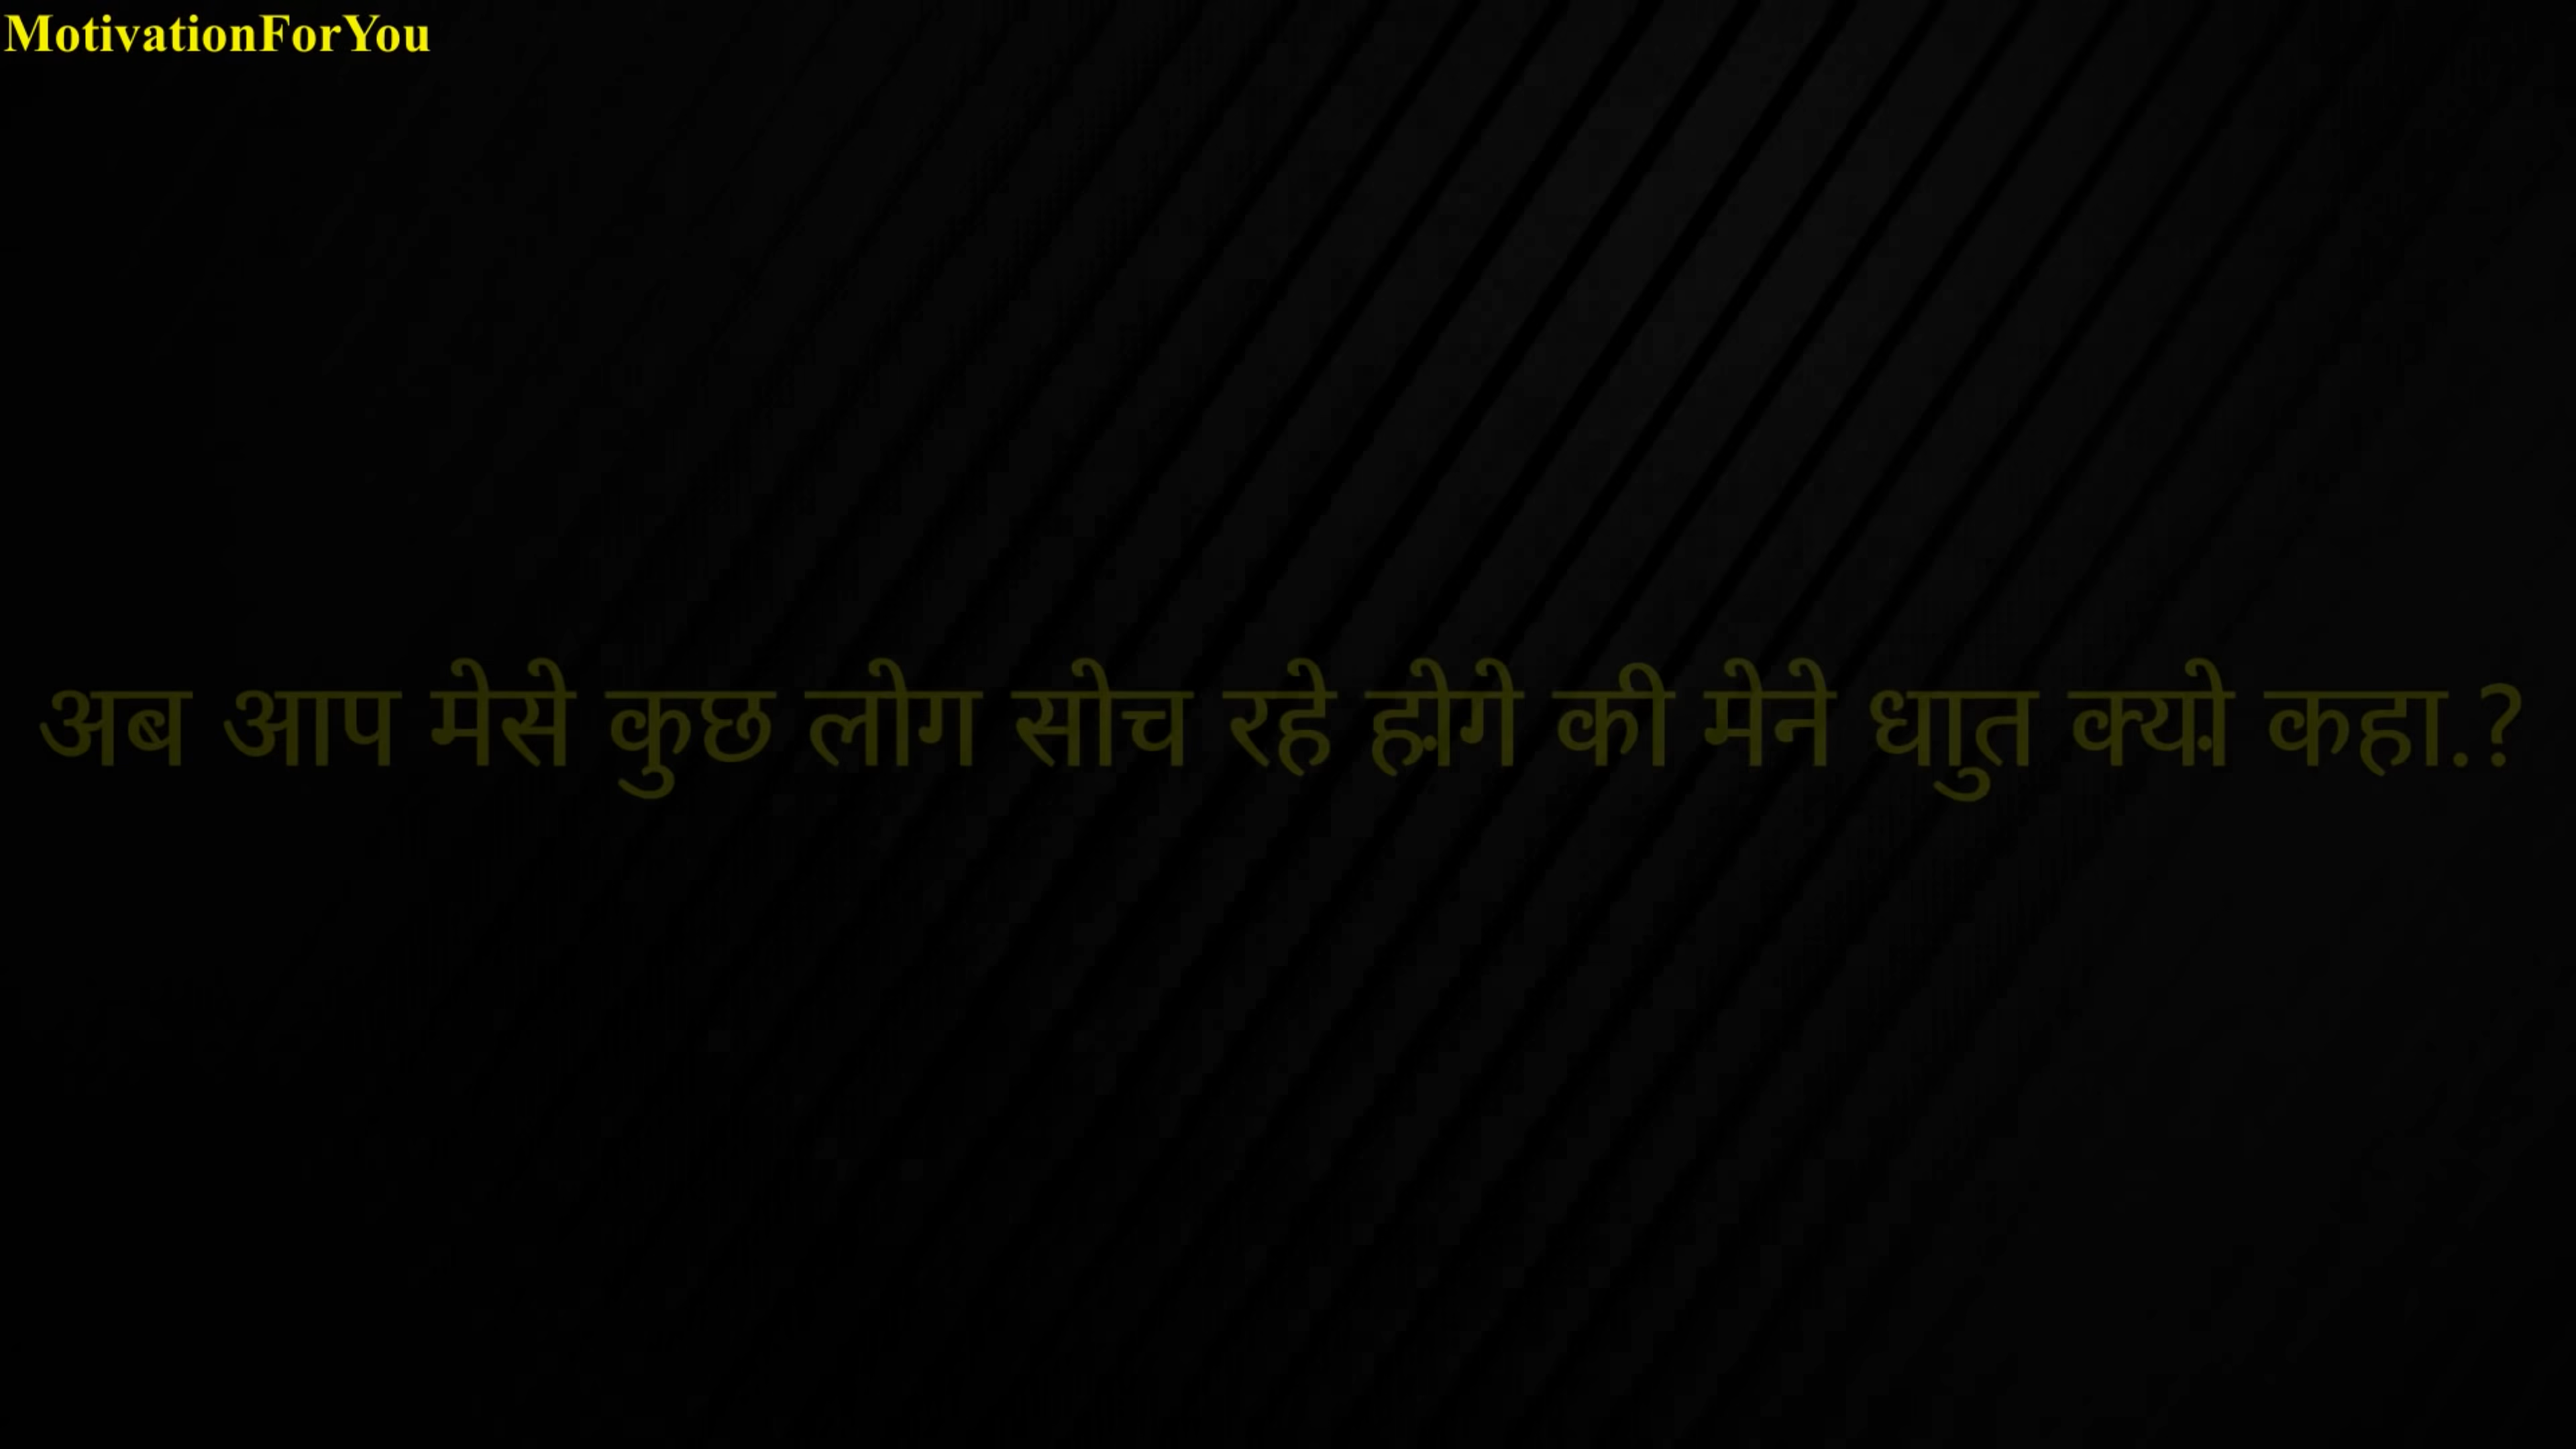 MotivationForYou
अब आप मेसे कुछ लोग सोच रहे हो़गे की मेने धाुत क्यो़ कहा.?